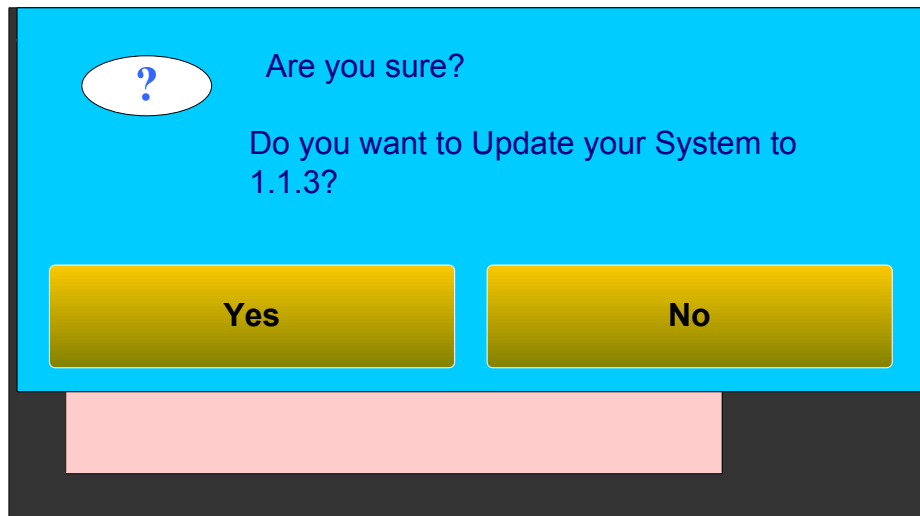 ?
Are you sure?
Do you want to Update your System to
1.1.3?
Yes
No